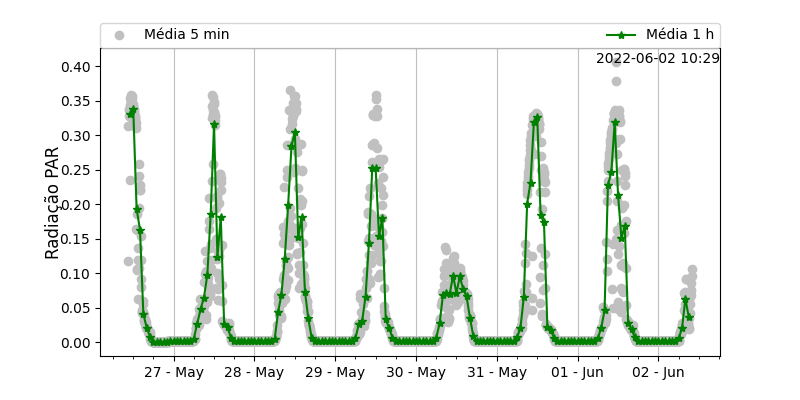 Média 5 min
Média 1 h
2022-06-02 10:29
Radiação PAR
0.40
0.35
0.30
0.25
0.20
0.15
0.10
0.05
0.00
27 - May
28 - May
29 - May
30 - May
31 - May
01 - Jun
02 - Jun